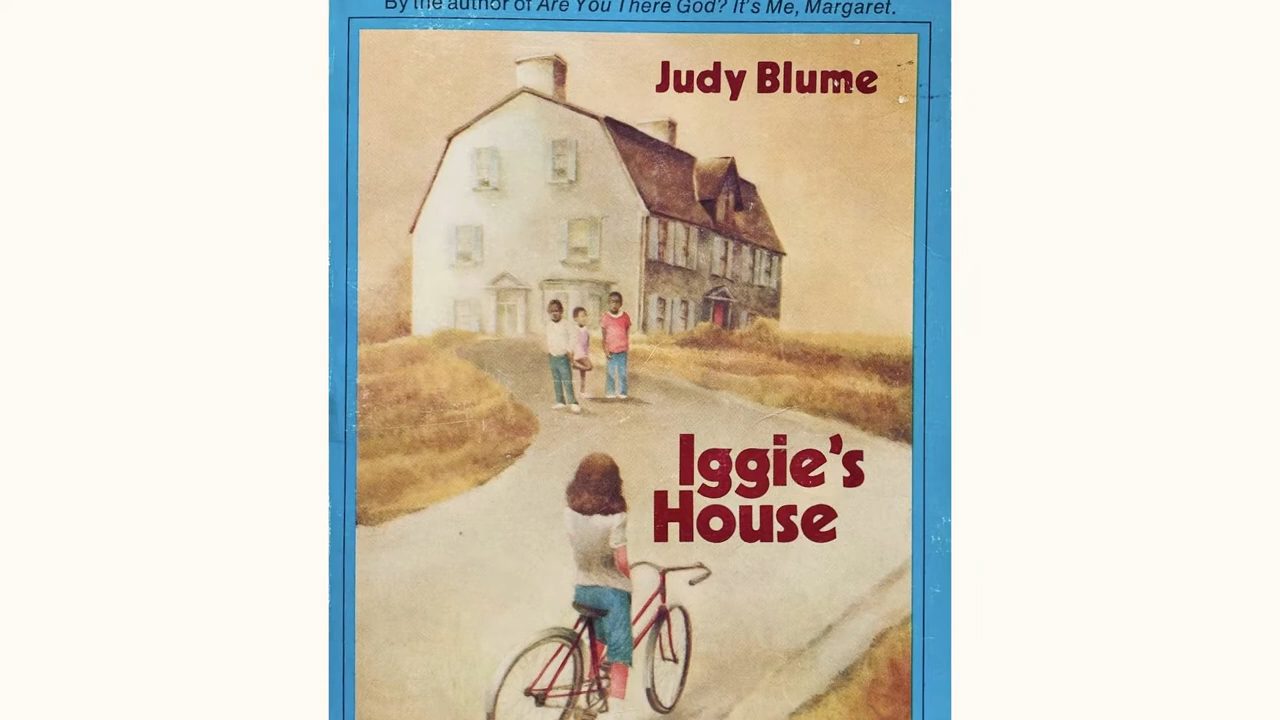 By the author of Are You There God? It's Me, Margaret.
Judy Blume
Iggie's
House